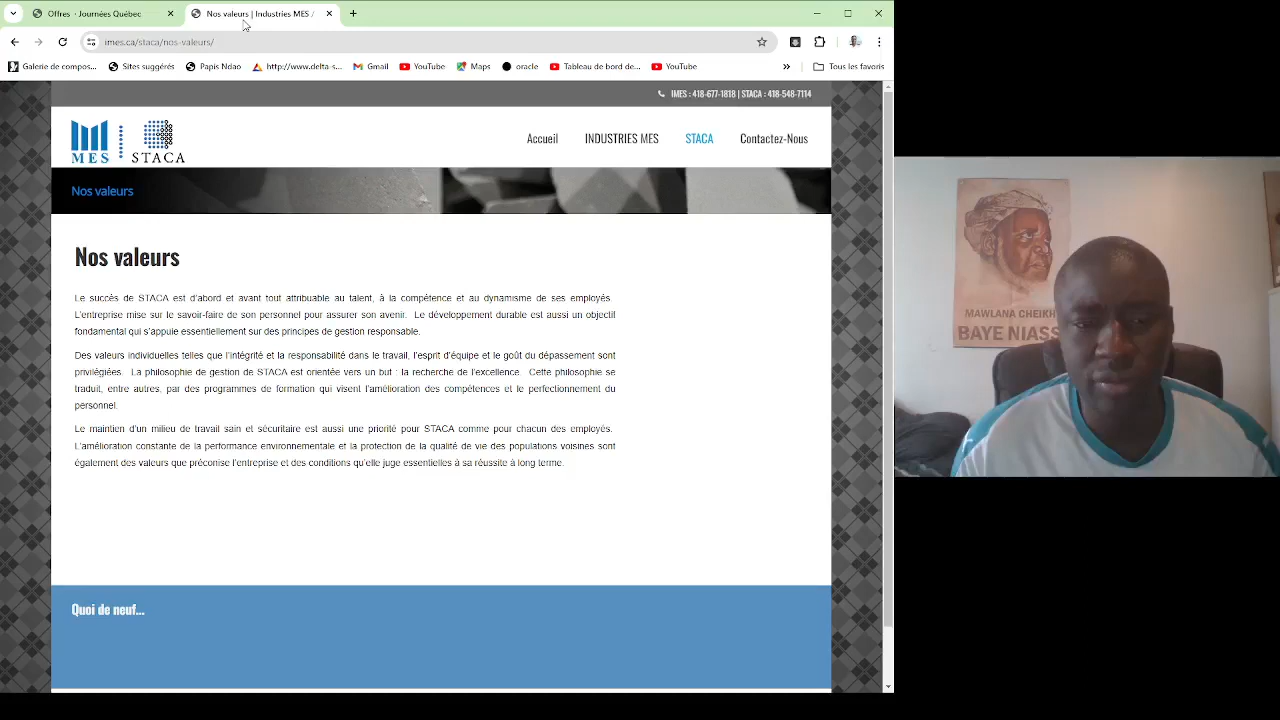 Offres · Journées Québec
Nos valeurs | Industries MES /
imes.ca/staca/nos-valeurs/
Galerie de compos...
Sites suggérés
Papis Ndao
http://www.delta-s...
Gmail
YouTube
Maps
oracle
Tableau de bord de...
YouTube
»
Tous les favoris
IMES : 418-677-1818 | STACA : 418-548-7114
MES
STACA
Accueil
INDUSTRIES MES
STACA
Contactez-Nous
Nos valeurs
Nos valeurs
Le succès de STACA est d’abord et avant tout attribuable au talent, à la compétence et au dynamisme de ses employés.
L’entreprise mise sur le savoir-faire de son personnel pour assurer son avenir. Le développement durable est aussi un objectif
fondamental qui s’appuie essentiellement sur des principes de gestion responsable.
Des valeurs individuelles telles que l’intégrité et la responsabilité dans le travail, l’esprit d’équipe et le goût du dépassement sont
privilégiées. La philosophie de gestion de STACA est orientée vers un but : la recherche de l’excellence. Cette philosophie se
traduit, entre autres, par des programmes de formation qui visent l’amélioration des compétences et le perfectionnement du
personnel.
Le maintien d’un milieu de travail sain et sécuritaire est aussi une priorité pour STACA comme pour chacun des employés.
L’amélioration constante de la performance environnementale et la protection de la qualité de vie des populations voisines sont
également des valeurs que préconise l’entreprise et des conditions qu’elle juge essentielles à sa réussite à long terme.
Quoi de neuf...
MAWLANA CHEIKH
BAYE NIASS